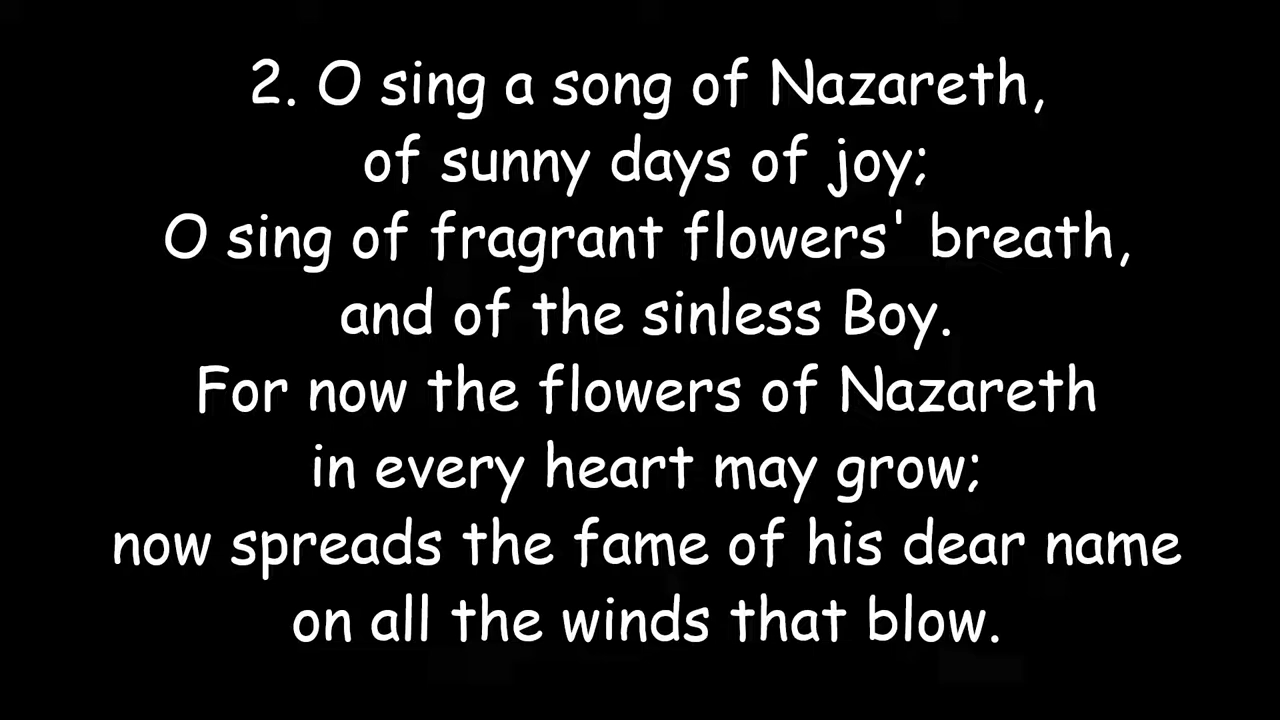 2. O sing a song of Nazareth,
of sunny days of joy;
O sing of fragrant flowers' breath,
and of the sinless Boy.
For now the flowers of Nazareth
in every heart may grow;
now spreads the fame of his dear name
on all the winds that blow.